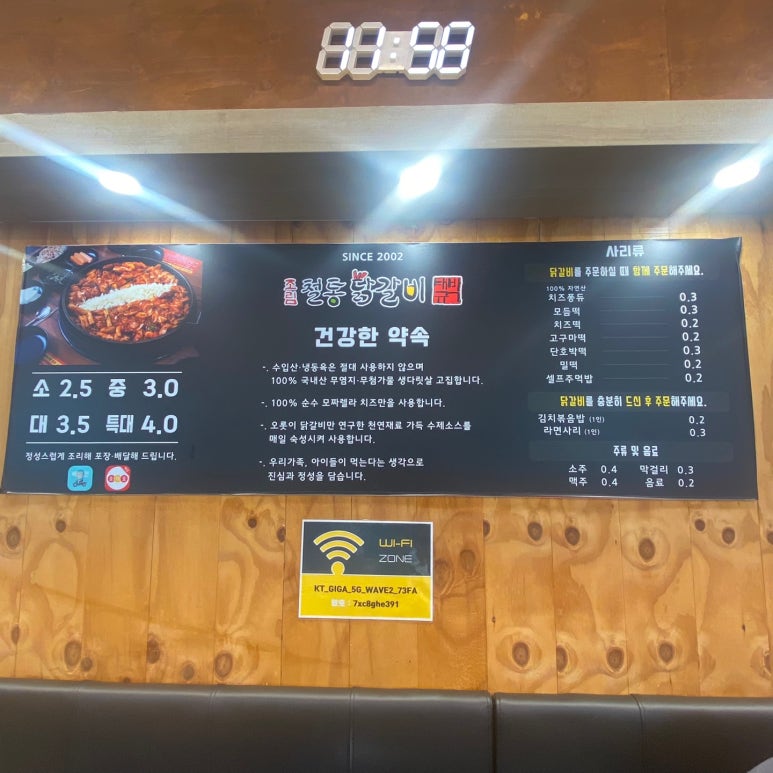 11:50
SINCE 2002
조림 철통 닭갈비
건강한 약속
-. 수입산·냉동육은 절대 사용하지 않으며
100% 국내산 무염지·무첨가물 생다릿살 고집합니다.
-. 100% 순수 모짜렐라 치즈만을 사용합니다.
-. 오롯이 닭갈비만 연구한 천연재료 가득 수제소스를
매일 숙성시켜 사용합니다.
-. 우리가족, 아이들이 먹는다는 생각으로
진심과 정성을 담습니다.
소 2.5 중 3.0
대 3.5 특대 4.0
정성스럽게 조리해 포장·배달해 드립니다.
사리류
닭갈비를 주문하실 때 함께 주문해주세요.
100% 자연산
치즈퐁듀 0.3
모듬떡 0.3
치즈떡 0.2
고구마떡 0.2
단호박떡 0.3
밀떡 0.2
셀프주먹밥 0.2
닭갈비를 충분히 드신 후 주문해주세요.
김치볶음밥 (1인) 0.2
라면사리 (1인) 0.3
주류 및 음료
소주 0.4 막걸리 0.3
맥주 0.4 음료 0.2
WI-FI
ZONE
KT_GIGA_5G_WAVE2_73FA
암호 : 7xc8ghe391